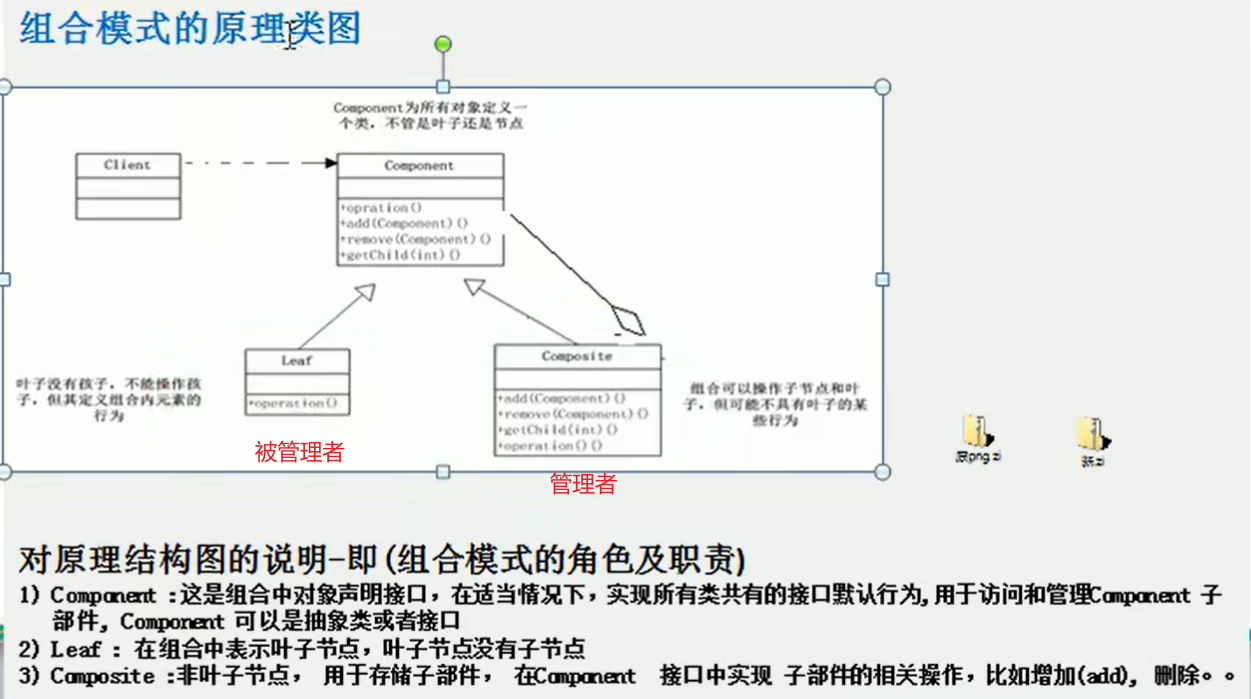 组合模式的原理类图
Component为所有对象定义一
个类，不管是叶子还是节点
Client
Component
+opration()
+add(Component)()
+remove(Component)()
+getChild(int)()
Leaf
+operation()
Composite
+add(Component)()
+remove(Component)()
+getChild(int)()
+operation()()
叶子没有孩子，不能操作孩
子，但其定义组合内元素的
行为
组合可以操作子节点和叶
子，但可能不具有叶子的某
些行为
被管理者
管理者
原png.zi
新.zi
对原理结构图的说明-即(组合模式的角色及职责)
1) Component :这是组合中对象声明接口，在适当情况下，实现所有类共有的接口默认行为,用于访问和管理Component 子
部件, Component 可以是抽象类或者接口
2) Leaf : 在组合中表示叶子节点，叶子节点没有子节点
3) Composite :非叶子节点， 用于存储子部件， 在Component 接口中实现 子部件的相关操作，比如增加(add), 删除。。